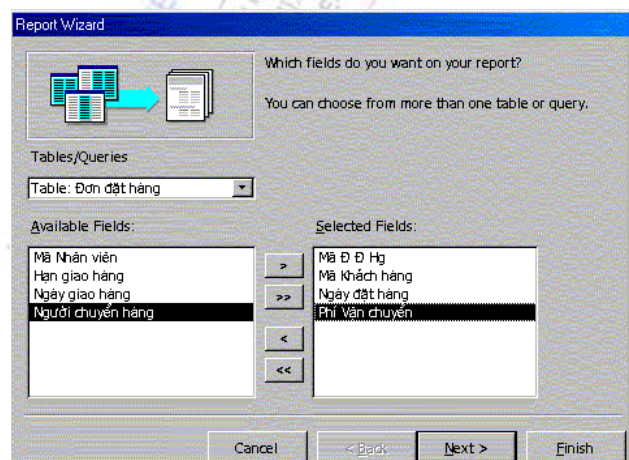 Report Wizard
Which fields do you want on your report?
You can choose from more than one table or query.
Tables/Queries
Table: Đơn đặt hàng
Available Fields:
Selected Fields:
Mã Nhân viên
Hạn giao hàng
Ngày giao hàng
Người chuyển hàng
>
>>
<
<<
Mã Đ Đ Hg
Mã Khách hàng
Ngày đặt hàng
Phí Vận chuyển
Cancel
< Back
Next >
Finish